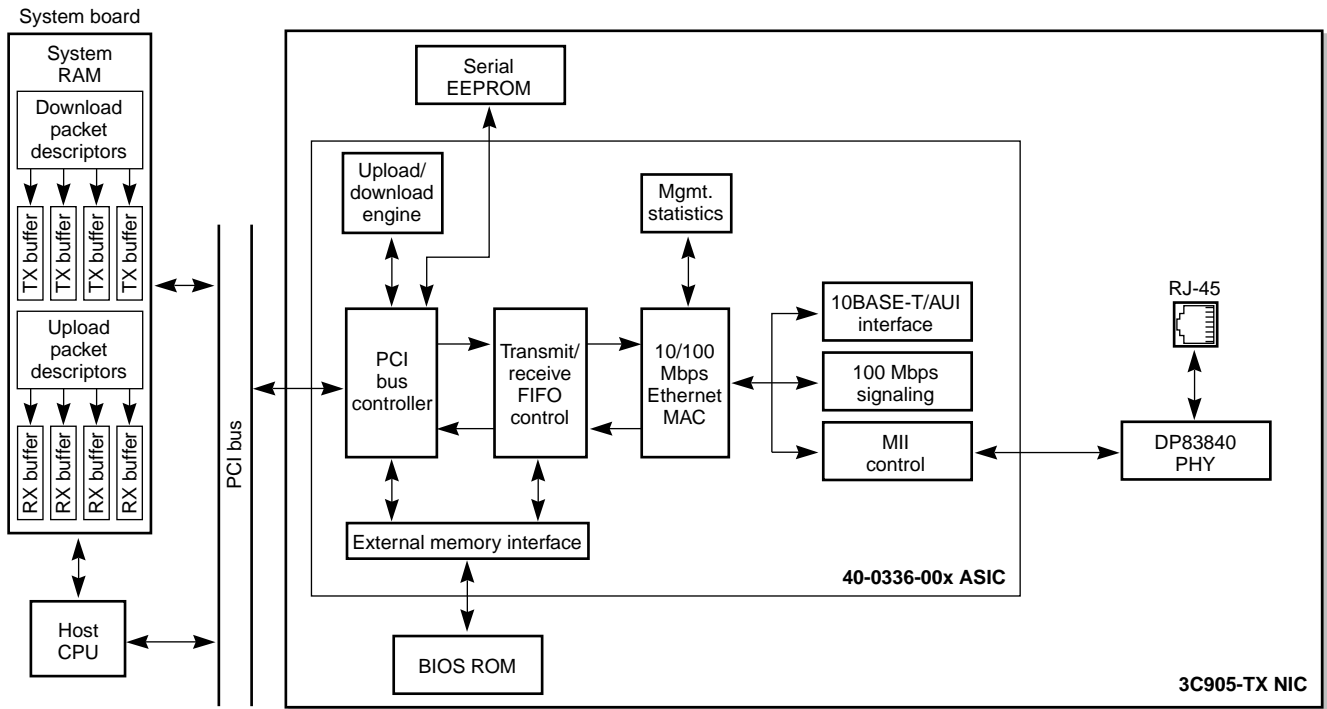 System board
System
RAM
Download
packet
descriptors
TX buffer
TX buffer
TX buffer
TX buffer
Upload
packet
descriptors
RX buffer
RX buffer
RX buffer
RX buffer
Host
CPU
PCI bus
Serial
EEPROM
Upload/
download
engine
Mgmt.
statistics
PCI
bus
controller
Transmit/
receive
FIFO
control
10/100
Mbps
Ethernet
MAC
10BASE-T/AUI
interface
100 Mbps
signaling
MII
control
External memory interface
40-0336-00x ASIC
BIOS ROM
RJ-45
DP83840
PHY
3C905-TX NIC